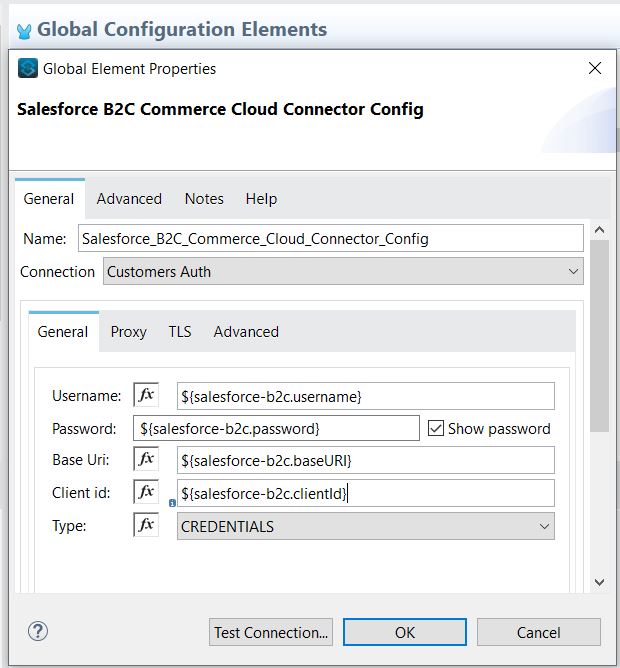 Global Configuration Elements
Global Element Properties
Salesforce B2C Commerce Cloud Connector Config
General Advanced Notes Help
Name: Salesforce_B2C_Commerce_Cloud_Connector_Config
Connection Customers Auth
General Proxy TLS Advanced
Username: fx ${salesforce-b2c.username}
Password: ${salesforce-b2c.password} Show password
Base Uri: fx ${salesforce-b2c.baseURI}
Client id: fx ${salesforce-b2c.clientId}
Type: fx CREDENTIALS
? Test Connection... OK Cancel